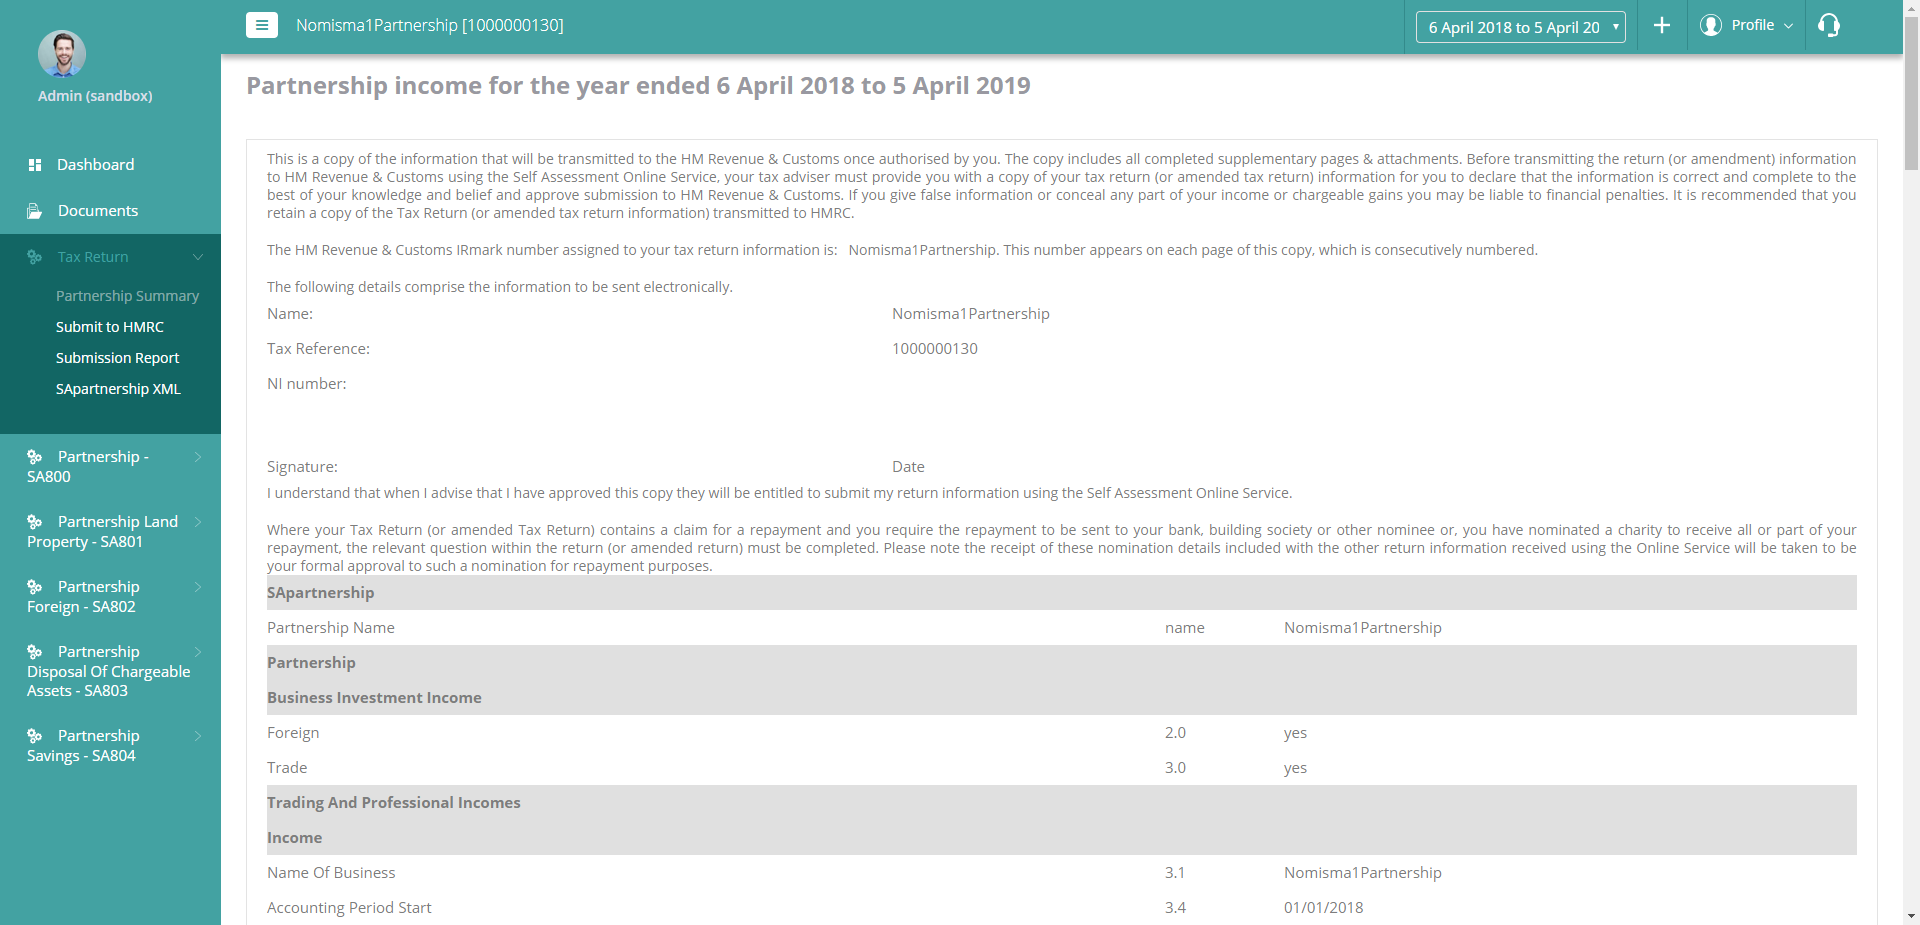 Nomisma1Partnership [1000000130]
6 April 2018 to 5 April 20
Profile
Admin (sandbox)
Dashboard
Documents
Tax Return
Partnership Summary
Submit to HMRC
Submission Report
SApartnership XML
Partnership -
SA800
Partnership Land
Property - SA801
Partnership
Foreign - SA802
Partnership
Disposal Of Chargeable
Assets - SA803
Partnership
Savings - SA804
Partnership income for the year ended 6 April 2018 to 5 April 2019
This is a copy of the information that will be transmitted to the HM Revenue & Customs once authorised by you. The copy includes all completed supplementary pages & attachments. Before transmitting the return (or amendment) information
to HM Revenue & Customs using the Self Assessment Online Service, your tax adviser must provide you with a copy of your tax return (or amended tax return) information for you to declare that the information is correct and complete to the
best of your knowledge and belief and approve submission to HM Revenue & Customs. If you give false information or conceal any part of your income or chargeable gains you may be liable to financial penalties. It is recommended that you
retain a copy of the Tax Return (or amended tax return information) transmitted to HMRC.
The HM Revenue & Customs IRmark number assigned to your tax return information is: Nomisma1Partnership. This number appears on each page of this copy, which is consecutively numbered.
The following details comprise the information to be sent electronically.
Name: Nomisma1Partnership
Tax Reference: 1000000130
NI number:
Signature: Date
I understand that when I advise that I have approved this copy they will be entitled to submit my return information using the Self Assessment Online Service.
Where your Tax Return (or amended Tax Return) contains a claim for a repayment and you require the repayment to be sent to your bank, building society or other nominee or, you have nominated a charity to receive all or part of your
repayment, the relevant question within the return (or amended return) must be completed. Please note the receipt of these nomination details included with the other return information received using the Online Service will be taken to be
your formal approval to such a nomination for repayment purposes.
SApartnership
Partnership Name name Nomisma1Partnership
Partnership
Business Investment Income
Foreign 2.0 yes
Trade 3.0 yes
Trading And Professional Incomes
Income
Name Of Business 3.1 Nomisma1Partnership
Accounting Period Start 3.4 01/01/2018